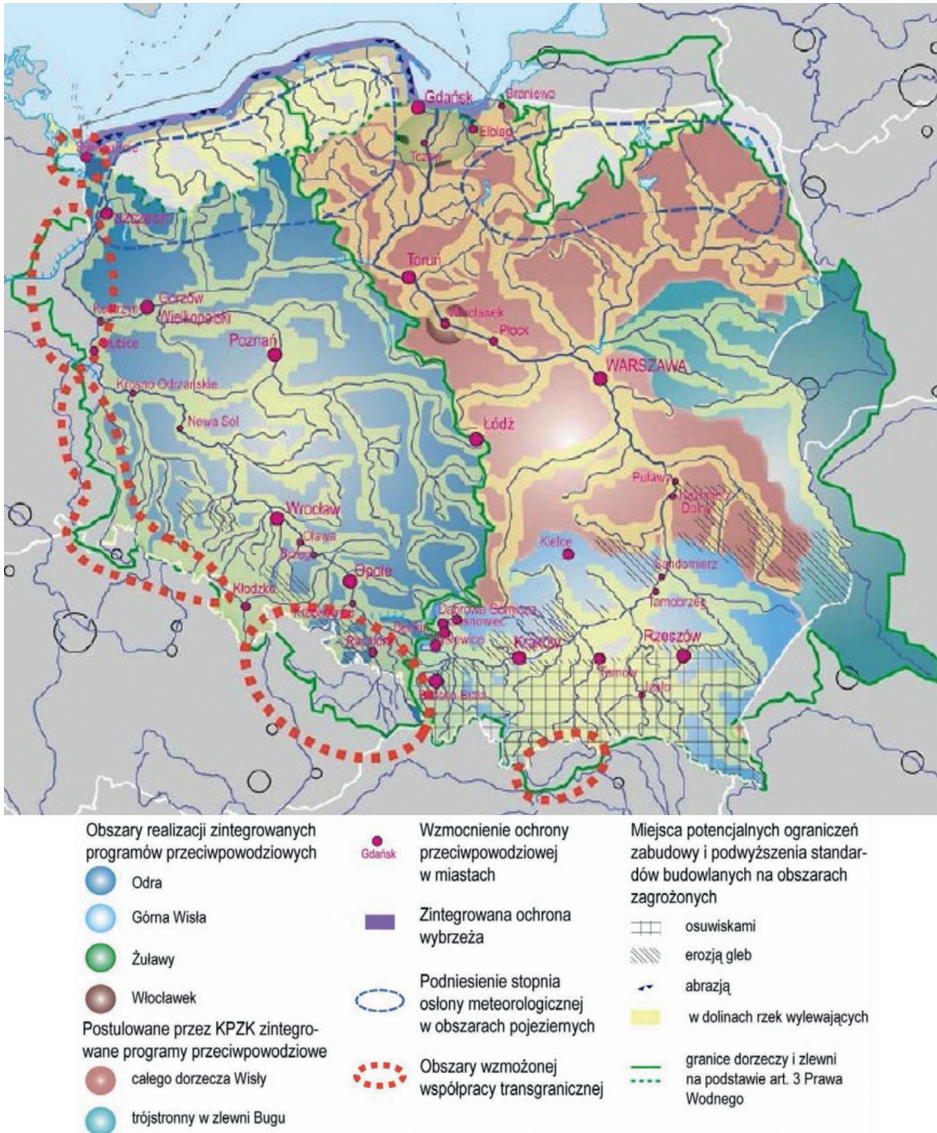 Gdańsk
Braniewo
Elbląg
Tczew
Szczecin
Toruń
Włocławek
Płock
Gorzów
Wielkopolski
Kostrzyn
Słubice
Poznań
WARSZAWA
Krosno Odrzańskie
Nowa Sól
Łódź
Puławy
Kazimierz
Dolny
Wrocław
Oława
Brzeg
Kielce
Opole
Sandomierz
Kłodzko
Tarnobrzeg
Dąbrowa Górnicza
Sosnowiec
Racibórz
Kraków
Rzeszów
Tarnów
Jasło
Bielsko-Biała
Obszary realizacji zintegrowanych
programów przeciwpowodziowych
Odra
Górna Wisła
Żuławy
Włocławek
Postulowane przez KPZK zintegro-
wane programy przeciwpowodziowe
całego dorzecza Wisły
trójstronny w zlewni Bugu
Gdańsk
Wzmocnienie ochrony
przeciwpowodziowej
w miastach
Zintegrowana ochrona
wybrzeża
Podniesienie stopnia
osłony meteorologicznej
w obszarach pojeziernych
Obszary wzmożonej
współpracy transgranicznej
Miejsca potencjalnych ograniczeń
zabudowy i podwyższenia standar-
dów budowlanych na obszarach
zagrożonych
osuwiskami
erozją gleb
abrazją
w dolinach rzek wylewających
granice dorzeczy i zlewni
na podstawie art. 3 Prawa
Wodnego